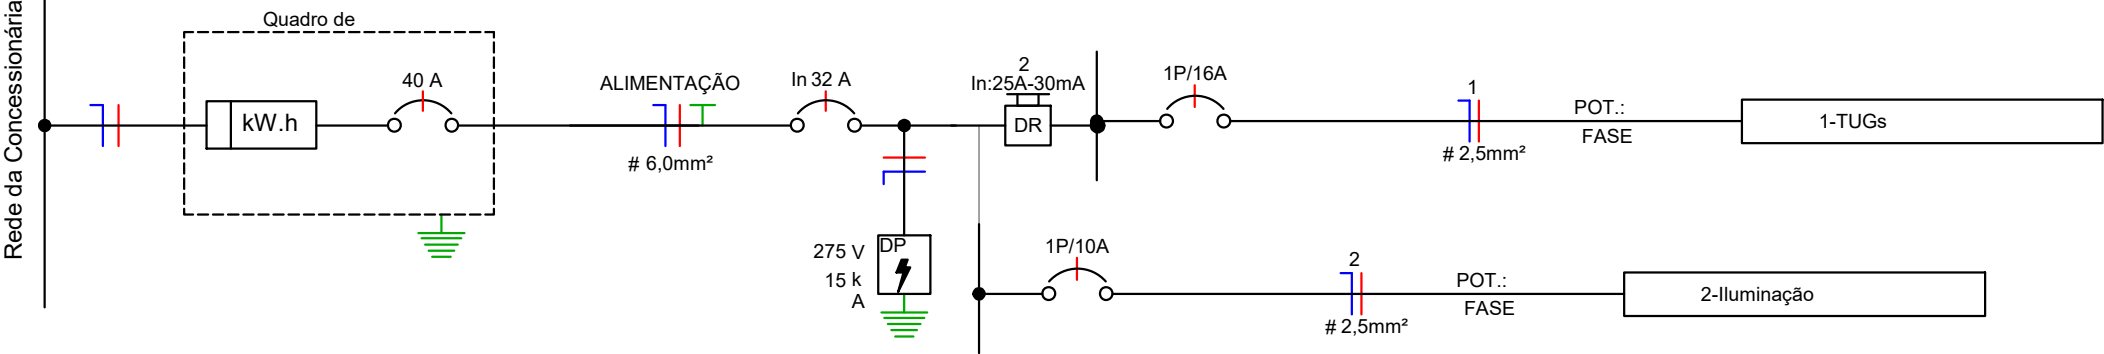 Rede da Concessionária
Quadro de
kW.h
40 A
ALIMENTAÇÃO
# 6,0mm²
In 32 A
275 V
15 k
A
DP
2
In:25A-30mA
DR
1P/16A
1
# 2,5mm²
POT.:
FASE
1-TUGs
1P/10A
2
# 2,5mm²
POT.:
FASE
2-Iluminação